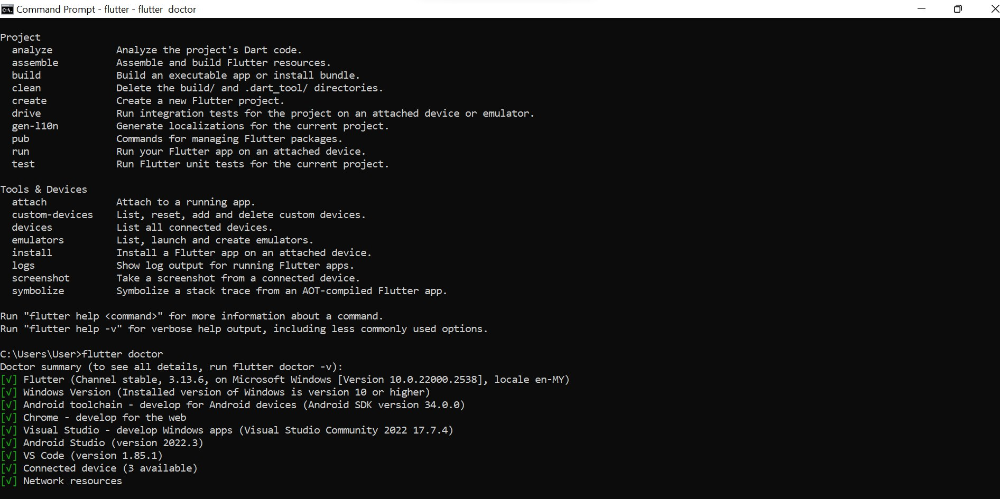 Command Prompt - flutter - flutter  doctor
Project
  analyze           Analyze the project's Dart code.
  assemble          Assemble and build Flutter resources.
  build             Build an executable app or install bundle.
  clean             Delete the build/ and .dart_tool/ directories.
  create            Create a new Flutter project.
  drive             Run integration tests for the project on an attached device or emulator.
  gen-l10n          Generate localizations for the current project.
  pub               Commands for managing Flutter packages.
  run               Run your Flutter app on an attached device.
  test              Run Flutter unit tests for the current project.
Tools & Devices
  attach            Attach to a running app.
  custom-devices    List, reset, add and delete custom devices.
  devices           List all connected devices.
  emulators         List, launch and create emulators.
  install           Install a Flutter app on an attached device.
  logs              Show log output for running Flutter apps.
  screenshot        Take a screenshot from a connected device.
  symbolize         Symbolize a stack trace from an AOT-compiled Flutter app.
Run "flutter help <command>" for more information about a command.
Run "flutter help -v" for verbose help output, including less commonly used options.
C:\Users\User>flutter doctor
Doctor summary (to see all details, run flutter doctor -v):
[√] Flutter (Channel stable, 3.13.6, on Microsoft Windows [Version 10.0.22000.2538], locale en-MY)
[√] Windows Version (Installed version of Windows is version 10 or higher)
[√] Android toolchain - develop for Android devices (Android SDK version 34.0.0)
[√] Chrome - develop for the web
[√] Visual Studio - develop Windows apps (Visual Studio Community 2022 17.7.4)
[√] Android Studio (version 2022.3)
[√] VS Code (version 1.85.1)
[√] Connected device (3 available)
[√] Network resources